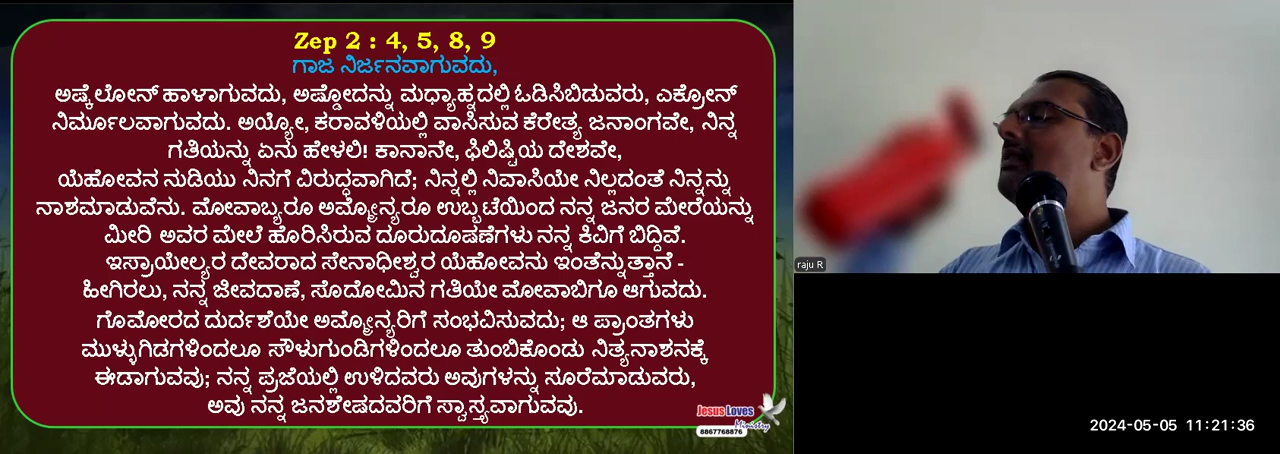 Zep 2 : 4, 5, 8, 9
ಗಾಜ ನಿರ್ಜನವಾಗುವದು,
ಅಷ್ಕೆಲೋನ್ ಹಾಳಾಗುವದು, ಅಷ್ಡೋದನ್ನು ಮಧ್ಯಾಹ್ನದಲ್ಲಿ ಓಡಿಸಿಬಿಡುವರು, ಎಕ್ರೋನ್
ನಿರ್ಮೂಲವಾಗುವದು. ಅಯ್ಯೋ, ಕರಾವಳಿಯಲ್ಲಿ ವಾಸಿಸುವ ಕೆರೇತ್ಯ ಜನಾಂಗವೇ, ನಿನ್ನ
ಗತಿಯನ್ನು ಏನು ಹೇಳಲಿ! ಕಾನಾನೇ, ಫಿಲಿಷ್ಟಿಯ ದೇಶವೇ,
ಯೆಹೋವನ ನುಡಿಯು ನಿನಗೆ ವಿರುದ್ಧವಾಗಿದೆ; ನಿನ್ನಲ್ಲಿ ನಿವಾಸಿಯೇ ನಿಲ್ಲದಂತೆ ನಿನ್ನನ್ನು
ನಾಶಮಾಡುವೆನು. ಮೋವಾಬ್ಯರೂ ಅಮ್ಮೋನ್ಯರೂ ಉಬ್ಬಟೆಯಿಂದ ನನ್ನ ಜನರ ಮೇರೆಯನ್ನು
ಮೀರಿ ಅವರ ಮೇಲೆ ಹೊರಿಸಿರುವ ದೂರುದೂಷಣೆಗಳು ನನ್ನ ಕಿವಿಗೆ ಬಿದ್ದಿವೆ.
ಇಸ್ರಾಯೇಲ್ಯರ ದೇವರಾದ ಸೇನಾಧೀಶ್ವರ ಯೆಹೋವನು ಇಂತೆನ್ನುತ್ತಾನೆ -
ಹೀಗಿರಲು, ನನ್ನ ಜೀವದಾಣೆ, ಸೊದೋಮಿನ ಗತಿಯೇ ಮೋವಾಬಿಗೂ ಆಗುವದು.
ಗೊಮೋರದ ದುರ್ದಶೆಯೇ ಅಮ್ಮೋನ್ಯರಿಗೆ ಸಂಭವಿಸುವದು; ಆ ಪ್ರಾಂತಗಳು
ಮುಳ್ಳುಗಿಡಗಳಿಂದಲೂ ಸೌಳುಗುಂಡಿಗಳಿಂದಲೂ ತುಂಬಿಕೊಂಡು ನಿತ್ಯನಾಶನಕ್ಕೆ
ಈಡಾಗುವವು; ನನ್ನ ಪ್ರಜೆಯಲ್ಲಿ ಉಳಿದವರು ಅವುಗಳನ್ನು ಸೂರೆಮಾಡುವರು,
ಅವು ನನ್ನ ಜನಶೇಷದವರಿಗೆ ಸ್ವಾಸ್ತ್ಯವಾಗುವವು.
Jesus Loves
Ministry
8867768876
raju R
2024-05-05 11:21:36